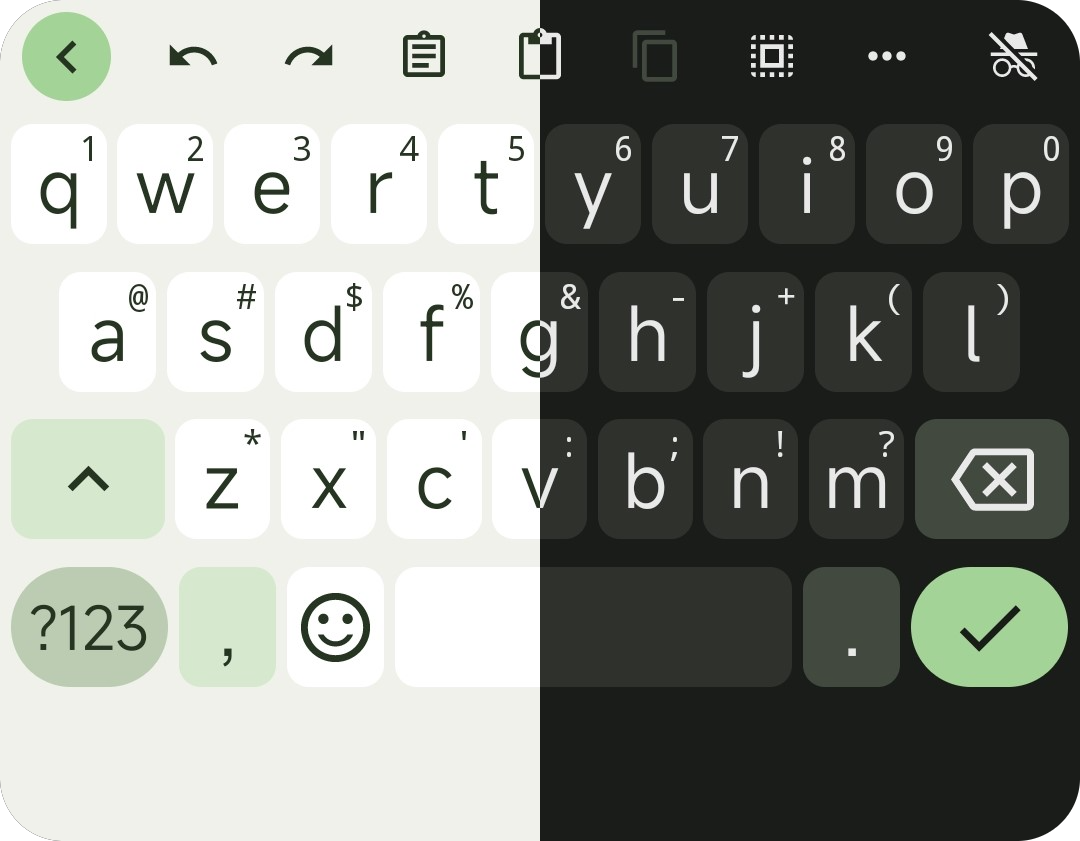 q 1 w 2 e 3 r 4 t 5 y 6 u 7 i 8 o 9 p 0
a @ s # d $ f % g & h - j + k ( l )
z * x " c ' v : b ; n ! m ?
?123 , .